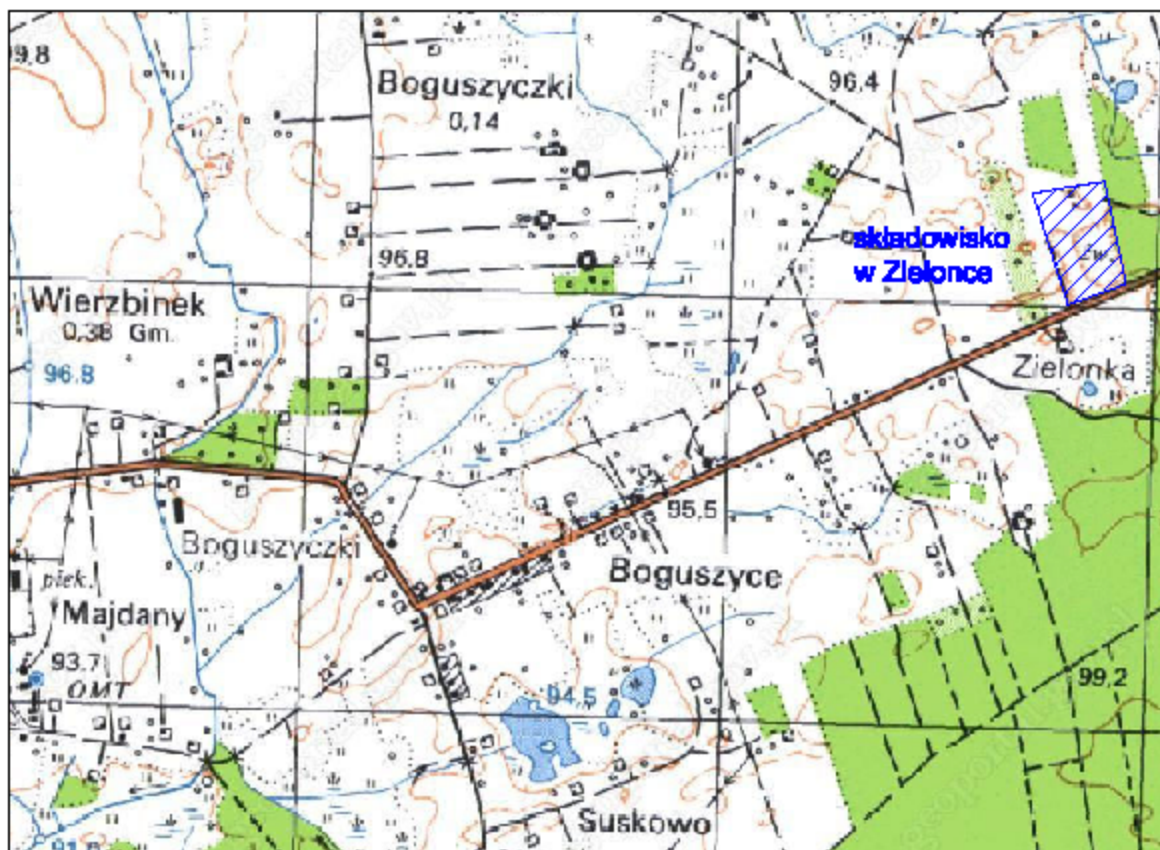 99.8
Boguszyczki
0,14
96.4
96.8
składowisko
w Zielonce
Zw.
Wierzbinek
0,38 Gm.
96.8
Zielonka
95,5
Boguszyczki
Boguszyce
piek.
Majdany
93.7
OMT
94,5
99,2
Suskowo